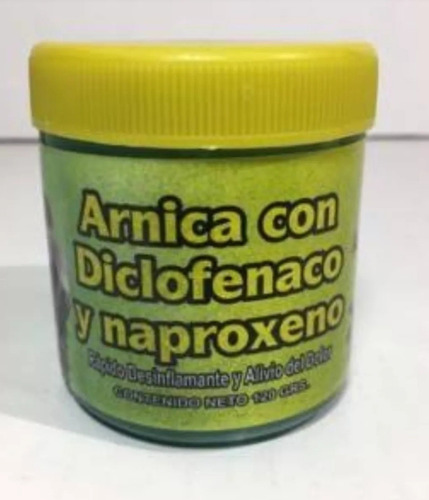 Arnica con
Diclofenaco
y naproxeno
Rápido Desinflamante y Alivio del Dolor
CONTENIDO NETO 120 GRS.